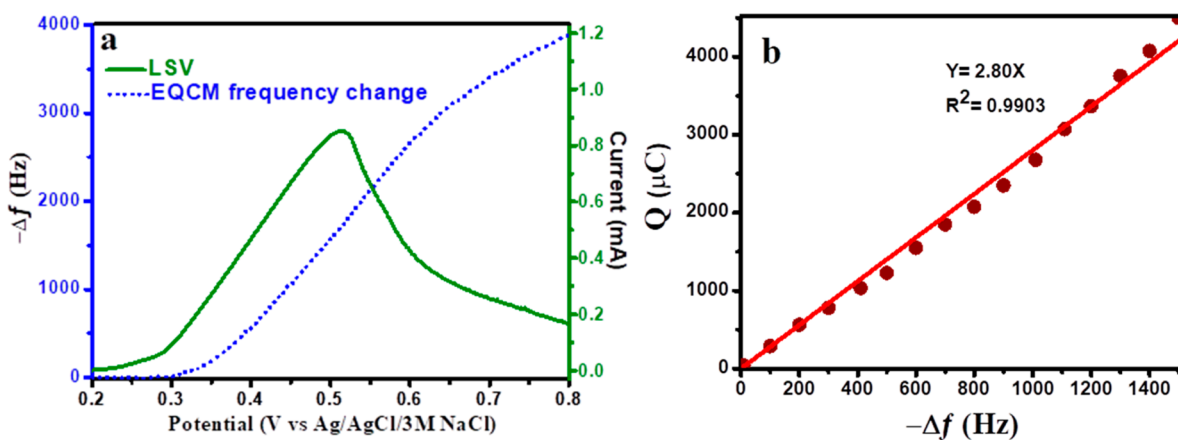 a
LSV
EQCM frequency change
4000
3000
2000
1000
0
−Δf (Hz)
0.2 0.3 0.4 0.5 0.6 0.7 0.8
Potential (V vs Ag/AgCl/3M NaCl)
1.2
1.0
0.8
0.6
0.4
0.2
0.0
Current (mA)
b
Y= 2.80X
R²= 0.9903
4000
3000
2000
1000
0
Q (µC)
0 200 400 600 800 1000 1200 1400
−Δf (Hz)